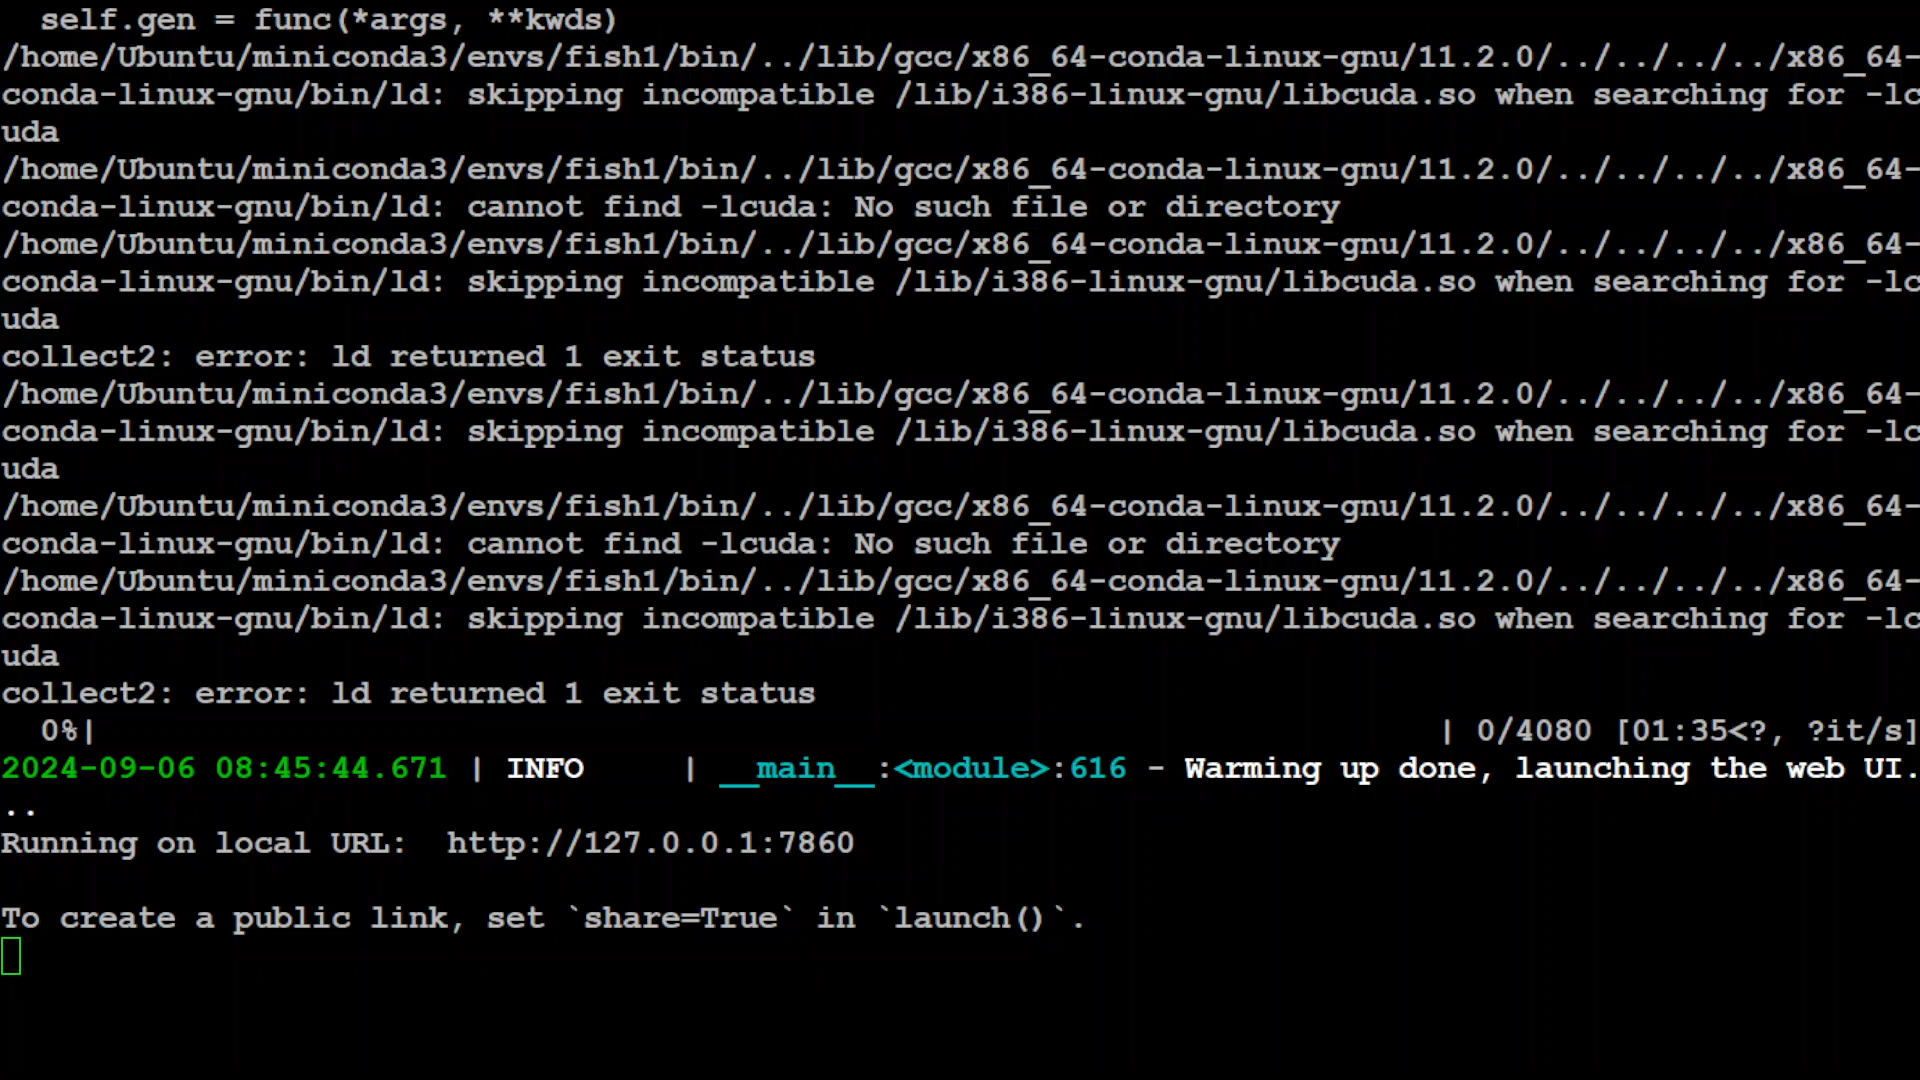 self.gen = func(*args, **kwds)
/home/Ubuntu/miniconda3/envs/fish1/bin/../lib/gcc/x86_64-conda-linux-gnu/11.2.0/../../../../x86_64-
conda-linux-gnu/bin/ld: skipping incompatible /lib/i386-linux-gnu/libcuda.so when searching for -lc
uda
/home/Ubuntu/miniconda3/envs/fish1/bin/../lib/gcc/x86_64-conda-linux-gnu/11.2.0/../../../../x86_64-
conda-linux-gnu/bin/ld: cannot find -lcuda: No such file or directory
/home/Ubuntu/miniconda3/envs/fish1/bin/../lib/gcc/x86_64-conda-linux-gnu/11.2.0/../../../../x86_64-
conda-linux-gnu/bin/ld: skipping incompatible /lib/i386-linux-gnu/libcuda.so when searching for -lc
uda
collect2: error: ld returned 1 exit status
/home/Ubuntu/miniconda3/envs/fish1/bin/../lib/gcc/x86_64-conda-linux-gnu/11.2.0/../../../../x86_64-
conda-linux-gnu/bin/ld: skipping incompatible /lib/i386-linux-gnu/libcuda.so when searching for -lc
uda
/home/Ubuntu/miniconda3/envs/fish1/bin/../lib/gcc/x86_64-conda-linux-gnu/11.2.0/../../../../x86_64-
conda-linux-gnu/bin/ld: cannot find -lcuda: No such file or directory
/home/Ubuntu/miniconda3/envs/fish1/bin/../lib/gcc/x86_64-conda-linux-gnu/11.2.0/../../../../x86_64-
conda-linux-gnu/bin/ld: skipping incompatible /lib/i386-linux-gnu/libcuda.so when searching for -lc
uda
collect2: error: ld returned 1 exit status
0%| | 0/4080 [01:35<?, ?it/s]
2024-09-06 08:45:44.671 | INFO     | __main__:<module>:616 - Warming up done, launching the web UI.
..
Running on local URL:  http://127.0.0.1:7860
To create a public link, set `share=True` in `launch()`.